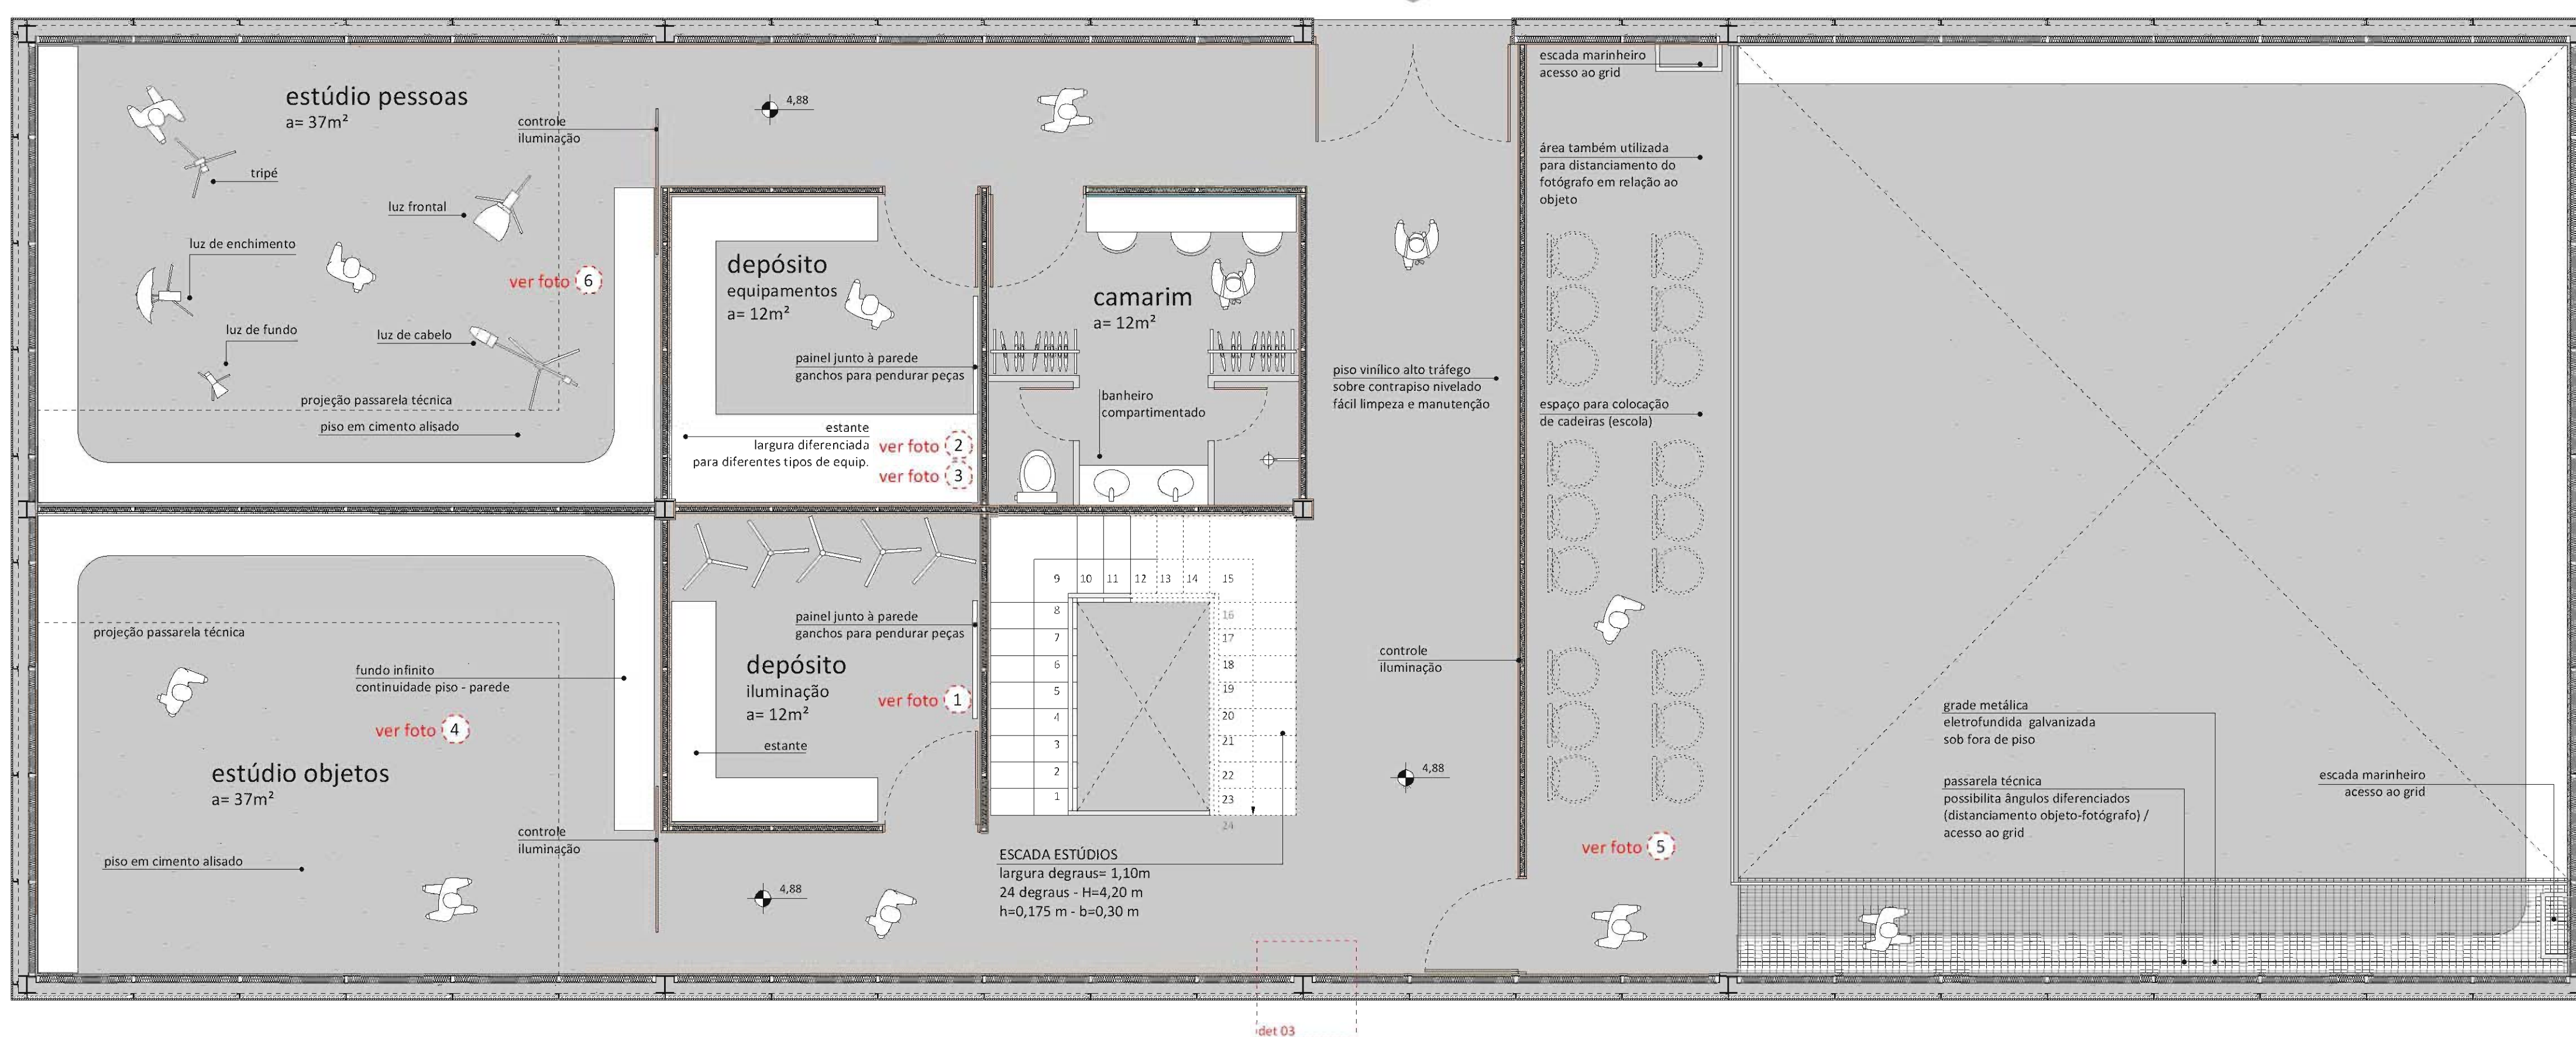 estúdio pessoas
a= 37m²
tripé
luz frontal
luz de enchimento
ver foto 6
luz de fundo
luz de cabelo
projeção passarela técnica
piso em cimento alisado
controle
iluminação
4,88
depósito
equipamentos
a= 12m²
painel junto à parede
ganchos para pendurar peças
estante
largura diferenciada
para diferentes tipos de equip.
ver foto 2
ver foto 3
camarim
a= 12m²
banheiro
compartimentado
piso vinílico alto tráfego
sobre contrapiso nivelado
fácil limpeza e manutenção
escada marinheiro
acesso ao grid
área também utilizada
para distanciamento do
fotógrafo em relação ao
objeto
espaço para colocação
de cadeiras (escola)
projeção passarela técnica
fundo infinito
continuidade piso - parede
ver foto 4
estúdio objetos
a= 37m²
piso em cimento alisado
controle
iluminação
painel junto à parede
ganchos para pendurar peças
depósito
iluminação
a= 12m²
ver foto 1
estante
4,88
9 10 11 12 13 14 15
8 16
7 17
6 18
5 19
4 20
3 21
2 22
1 23
24
ESCADA ESTÚDIOS
largura degraus= 1,10m
24 degraus - H=4,20 m
h=0,175 m - b=0,30 m
controle
iluminação
4,88
ver foto 5
grade metálica
eletrofundida galvanizada
sob fora de piso
passarela técnica
possibilita ângulos diferenciados
(distanciamento objeto-fotógrafo) /
acesso ao grid
escada marinheiro
acesso ao grid
det 03